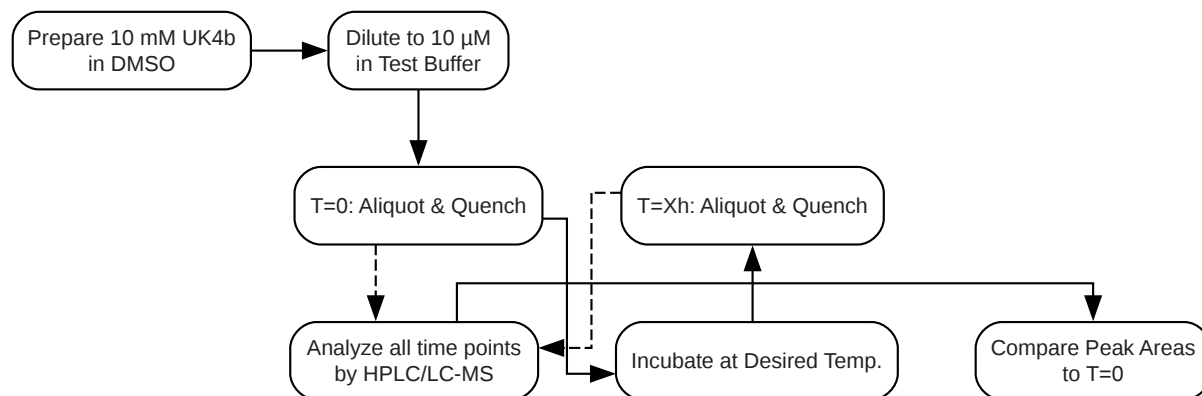 Prepare 10 mM UK4b
in DMSO
Dilute to 10 µM
in Test Buffer
T=0: Aliquot & Quench
T=Xh: Aliquot & Quench
Analyze all time points
by HPLC/LC-MS
Incubate at Desired Temp.
Compare Peak Areas
to T=0